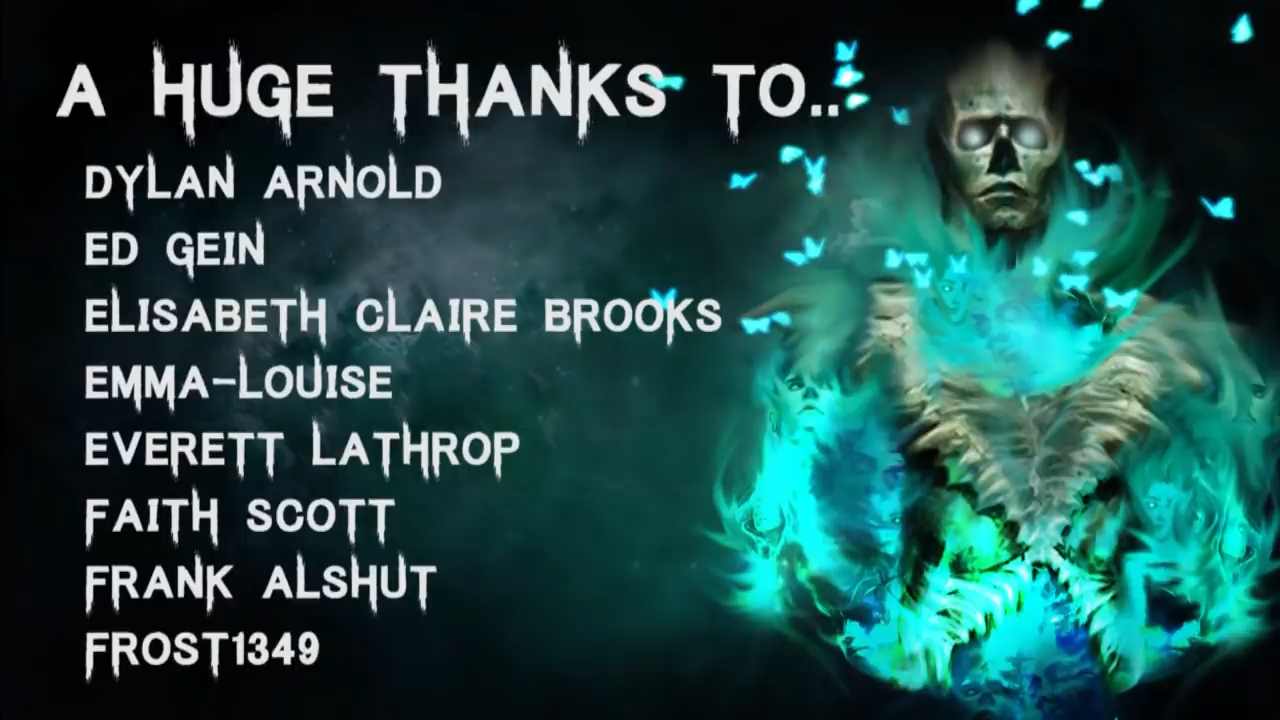 A HUGE THANKS TO..
DYLAN ARNOLD
ED GEIN
ELISABETH CLAIRE BROOKS
EMMA-LOUISE
EVERETT LATHROP
FAITH SCOTT
FRANK ALSHUT
FROST1349